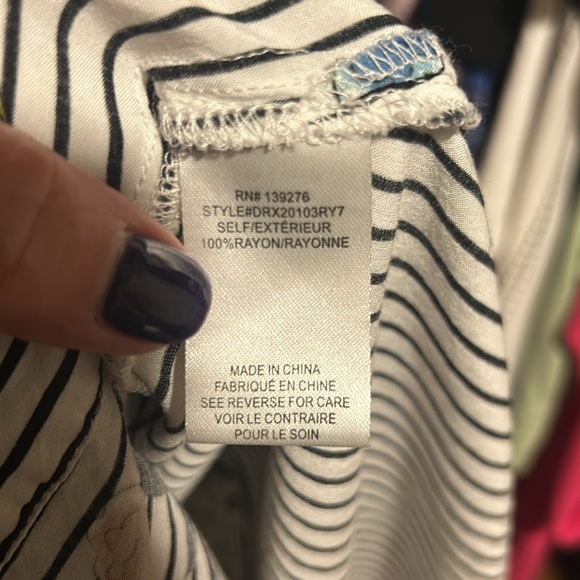 RN# 139276
STYLE#DRX20103RY7
SELF/EXTÉRIEUR
100%RAYON/RAYONNE
MADE IN CHINA
FABRIQUÉ EN CHINE
SEE REVERSE FOR CARE
VOIR LE CONTRAIRE
POUR LE SOIN